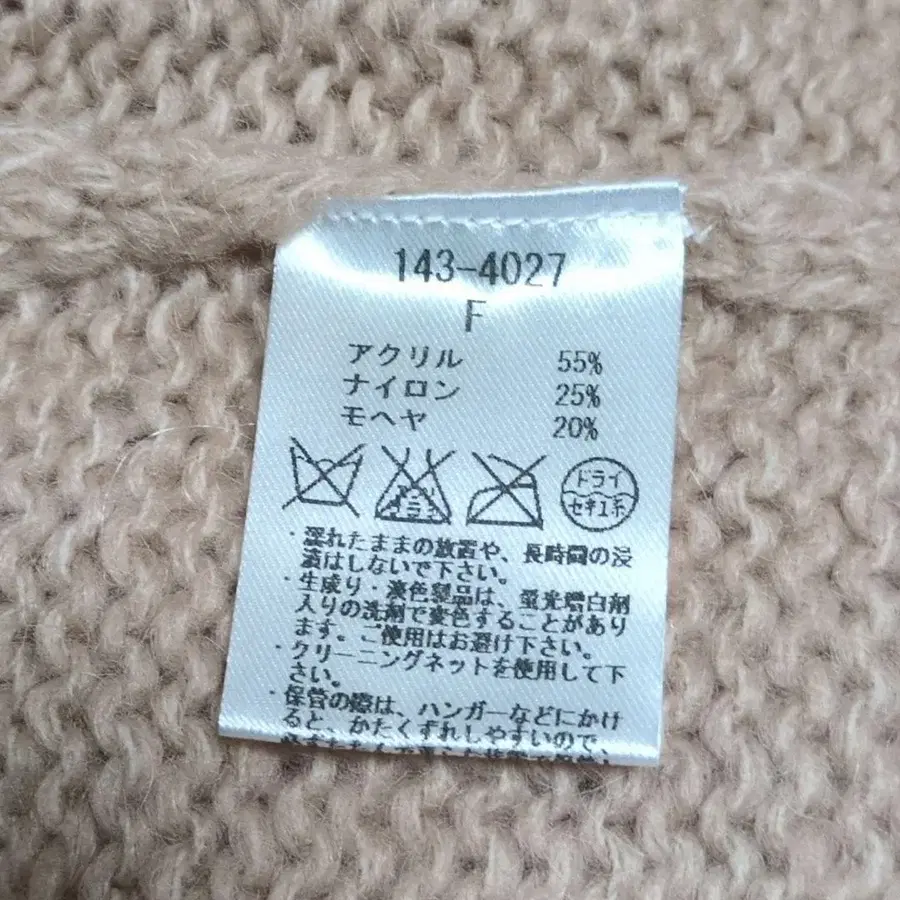 143-4027
F
アクリル 55%
ナイロン 25%
モヘヤ 20%
エンソ
サラシ
ドライ
セキユ系
・濡れたままの放置や、長時間の浸
漬はしないで下さい。
・生成り・淡色製品は、蛍光増白剤
入りの洗剤で変色することがあり
ます。ご使用はお避け下さい。
・クリーニングネットを使用して下
さい。
・保管の際は、ハンガーなどにかけ
ると、かたくずれしやすいので、